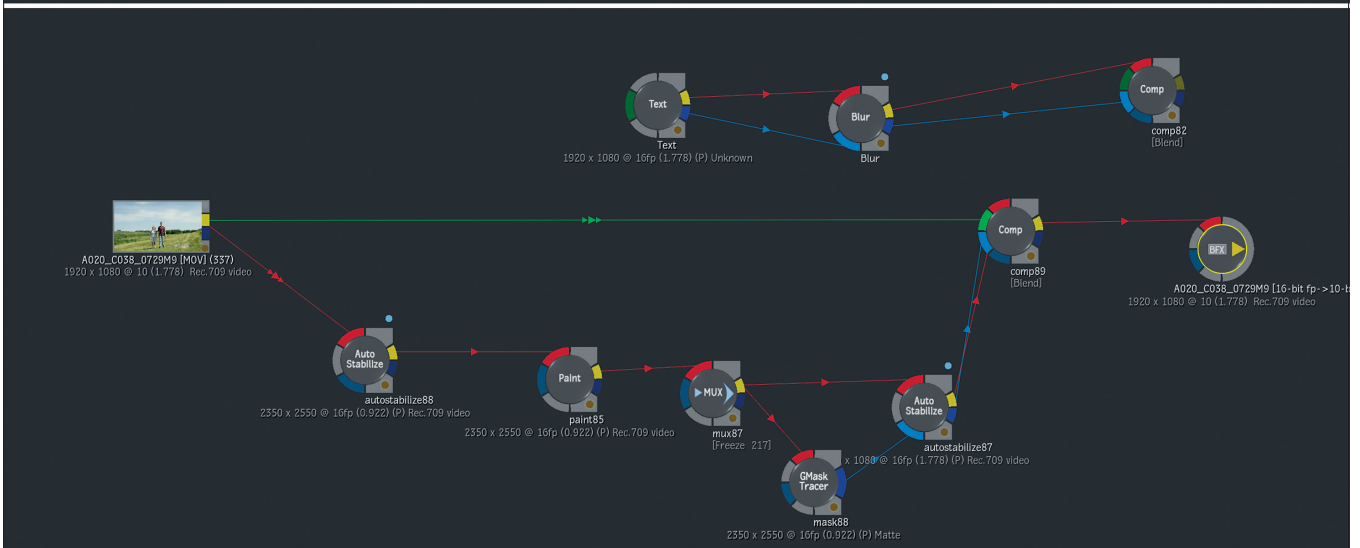 Text
Text
1920 x 1080 @ 16fp (1.778) (P) Unknown
Blur
Blur
Comp
comp82
[Blend]
A020_C038_0729M9 [MOV] (337)
1920 x 1080 @ 10 (1.778) Rec.709 video
Comp
comp89
[Blend]
BFX
A020_C038_0729M9 [16-bit fp->10-b
1920 x 1080 @ 10 (1.778) Rec.709 video
Auto
Stabilize
autostabilize88
2350 x 2550 @ 16fp (0.922) (P) Rec.709 video
Paint
paint85
2350 x 2550 @ 16fp (0.922) (P) Rec.709 video
MUX
mux87
[Freeze 217]
Auto
Stabilize
autostabilize87
x 1080 @ 16fp (1.778) (P) Rec.709 video
GMask
Tracer
mask88
2350 x 2550 @ 16fp (0.922) (P) Matte